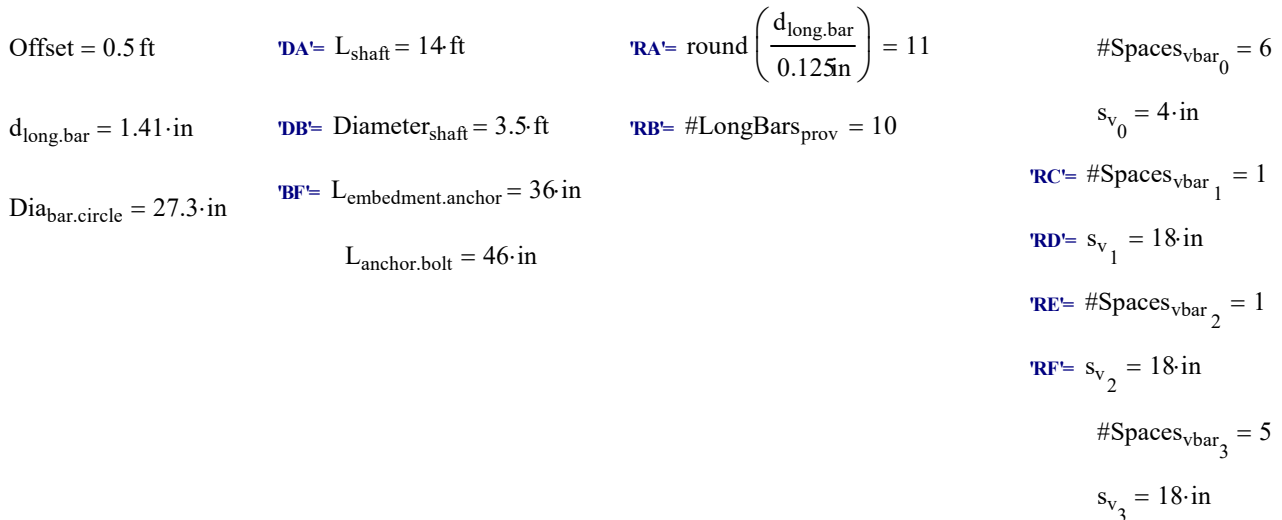 Offset = 0.5 ft
d_long.bar = 1.41·in
Dia_bar.circle = 27.3·in
'DA'= L_shaft = 14·ft
'DB'= Diameter_shaft = 3.5·ft
'BF'= L_embedment.anchor = 36·in
L_anchor.bolt = 46·in
'RA'= round(d_long.bar / 0.125in) = 11
'RB'= #LongBars_prov = 10
#Spaces_vbar_0 = 6
s_v_0 = 4·in
'RC'= #Spaces_vbar_1 = 1
'RD'= s_v_1 = 18·in
'RE'= #Spaces_vbar_2 = 1
'RF'= s_v_2 = 18·in
#Spaces_vbar_3 = 5
s_v_3 = 18·in